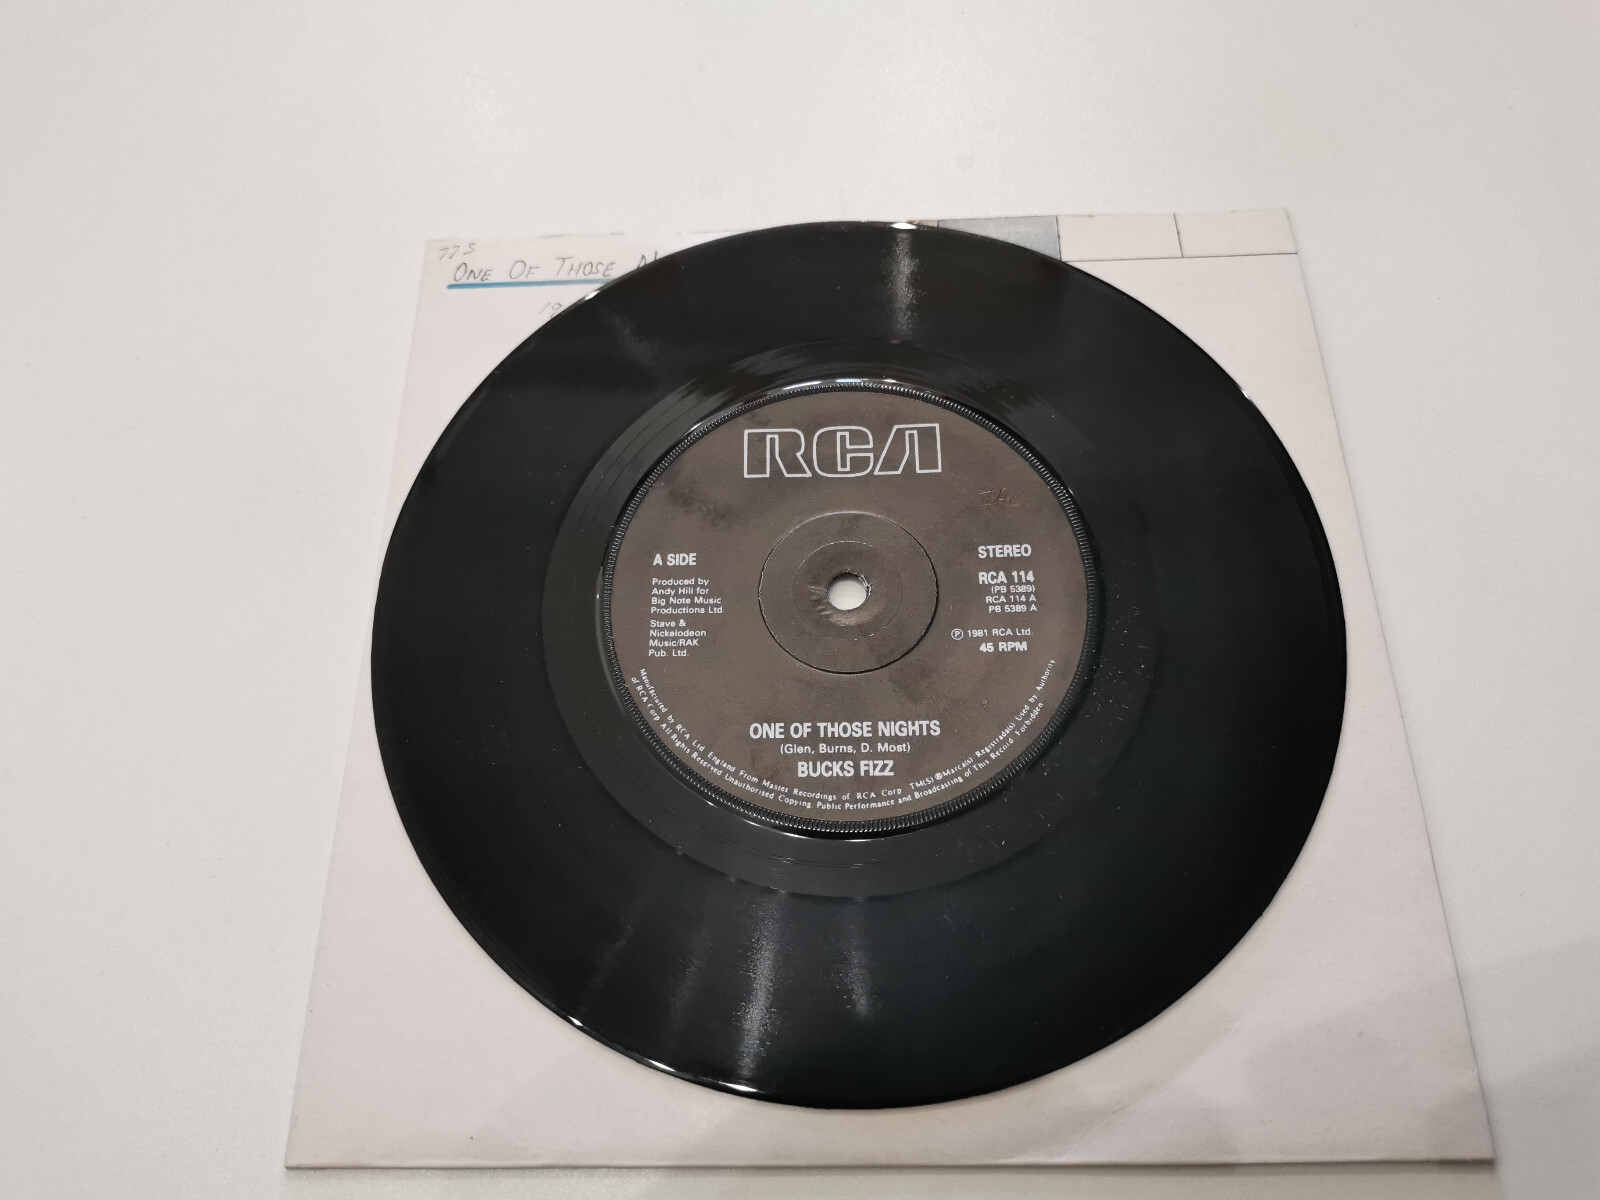 77S
ONE OF THOSE
RCA
A SIDE
Produced by
Andy Hill for
Big Note Music
Productions Ltd.
Stave &
Nickelodeon
Music/RAK
Pub. Ltd.
STEREO
RCA 114
(PB 5389)
RCA 114 A
PB 5389 A
℗ 1981 RCA Ltd.
45 RPM
ONE OF THOSE NIGHTS
(Glen, Burns, D. Most)
BUCKS FIZZ
Manufactured by RCA Ltd England From Master Recordings of RCA Corp TM(S) ® Marca(s) Registrada(s) Used by Authority
of RCA Corp All Rights Reserved Unauthorised Copying, Public Performance and Broadcasting of This Record Forbidden